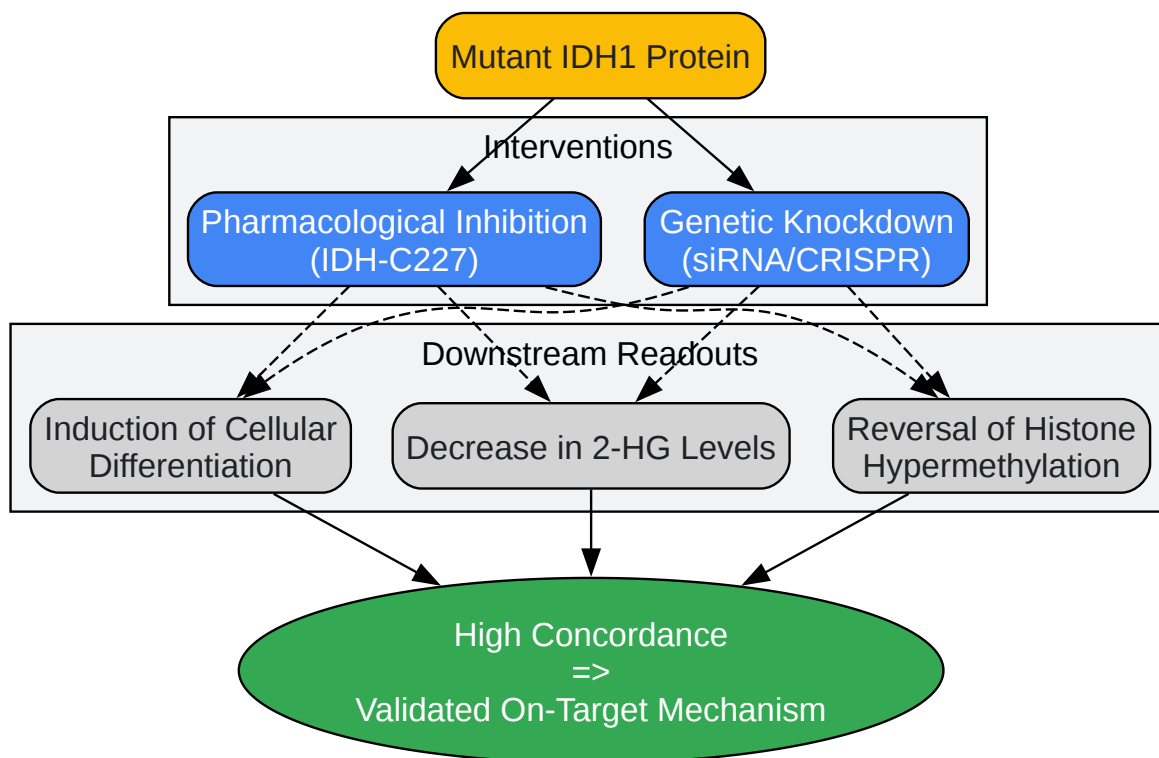 Mutant IDH1 Protein
Interventions
Pharmacological Inhibition
(IDH-C227)
Genetic Knockdown
(siRNA/CRISPR)
Downstream Readouts
Induction of Cellular
Differentiation
Decrease in 2-HG Levels
Reversal of Histone
Hypermethylation
High Concordance
=>
Validated On-Target Mechanism